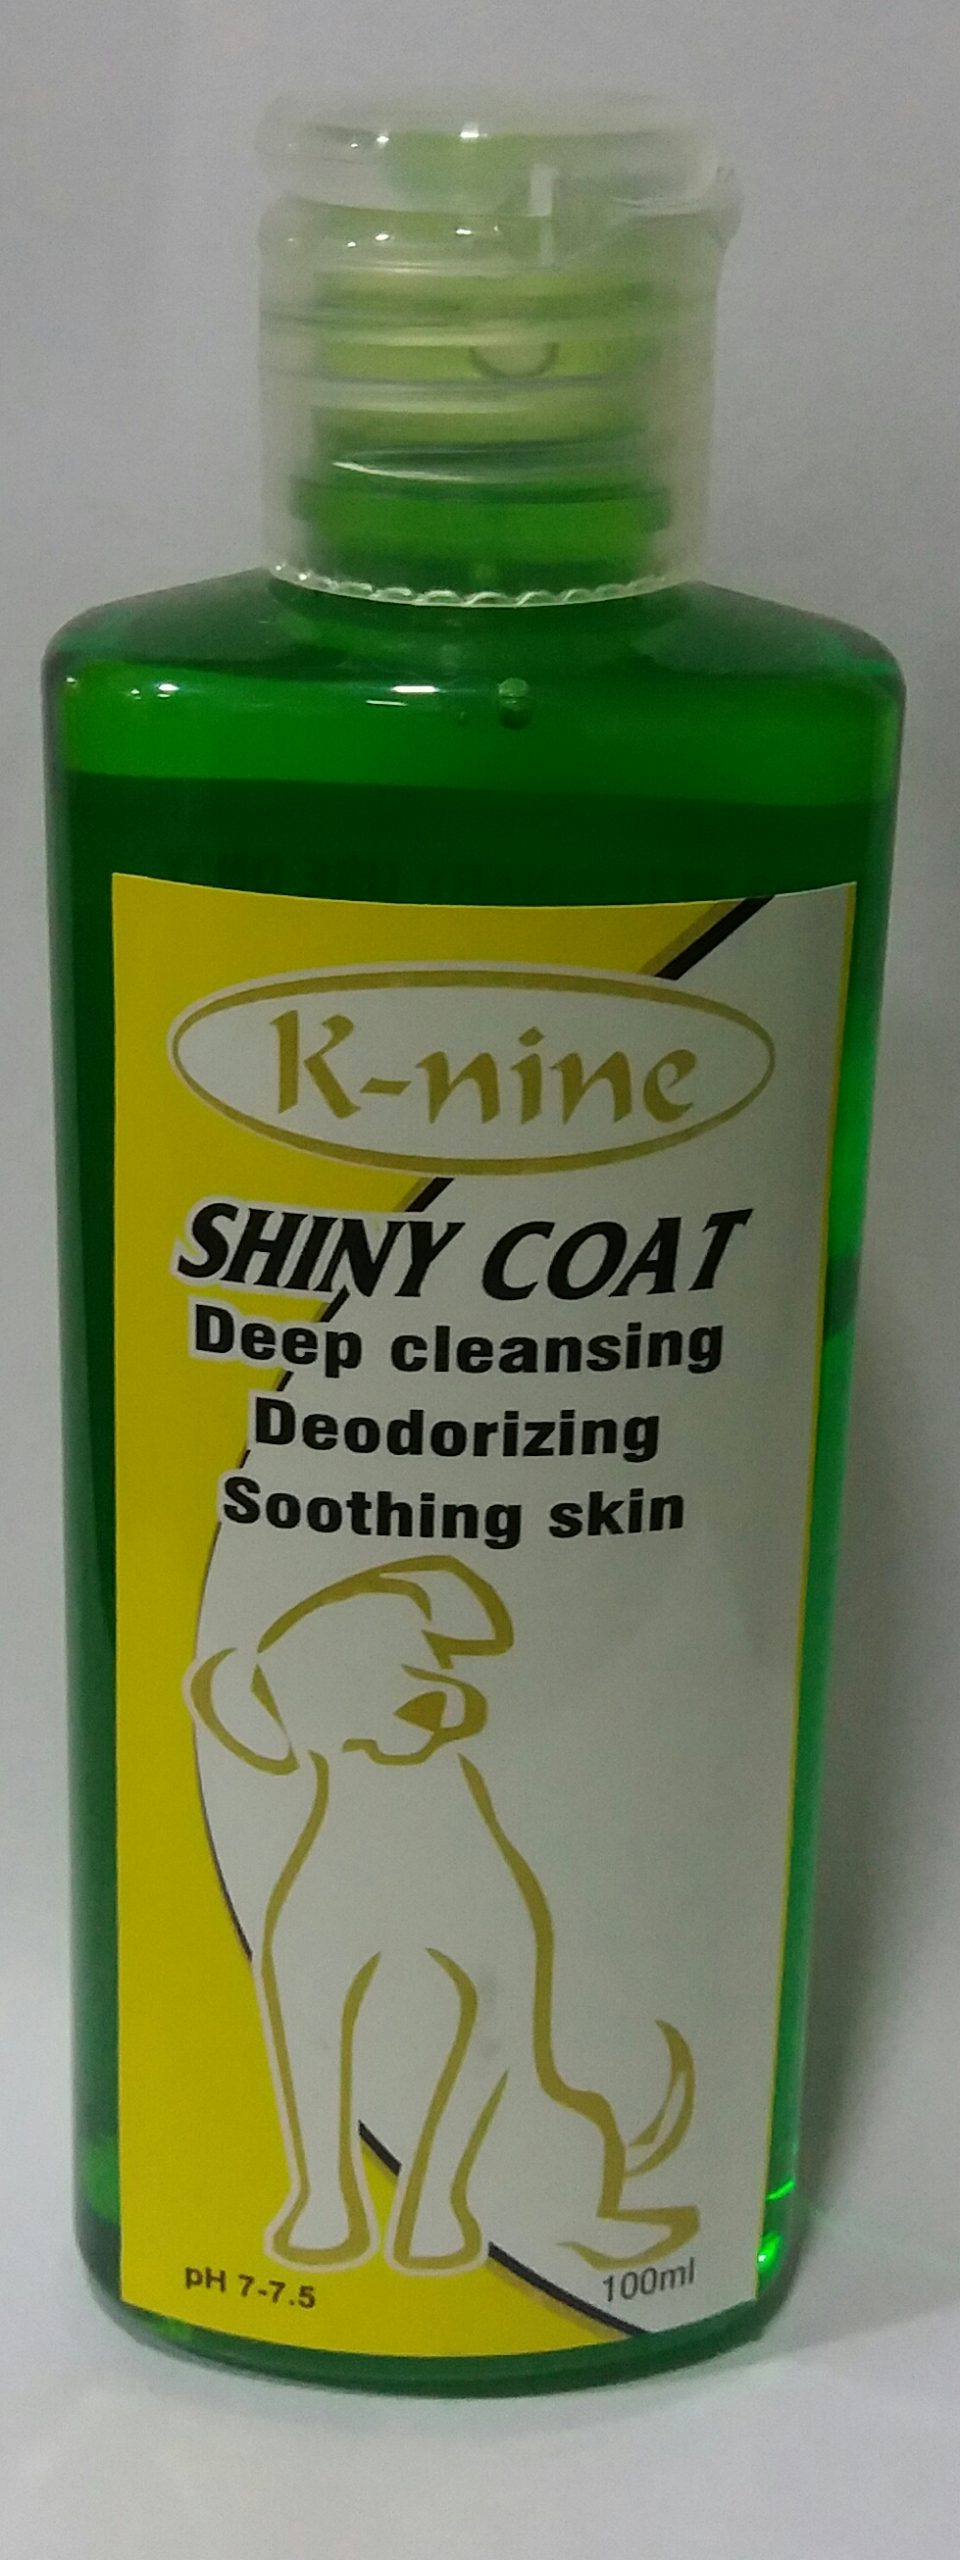 K-nine
SHINY COAT
Deep cleansing
Deodorizing
Soothing skin
pH 7-7.5
100ml